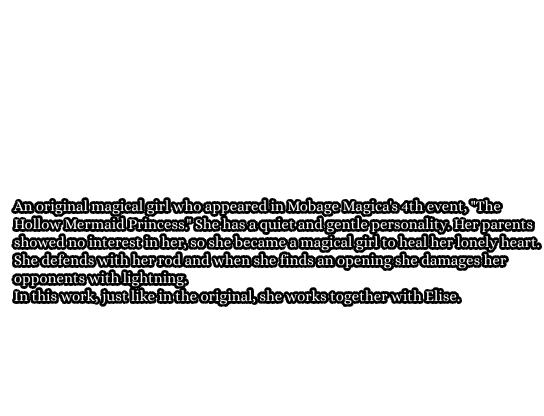 An original magical girl who appeared in Mobage Magica's 4th event, "The
Hollow Mermaid Princess." She has a quiet and gentle personality. Her parents
showed no interest in her, so she became a magical girl to heal her lonely heart.
She defends with her rod and when she finds an opening she damages her
opponents with lightning.
In this work, just like in the original, she works together with Elise.